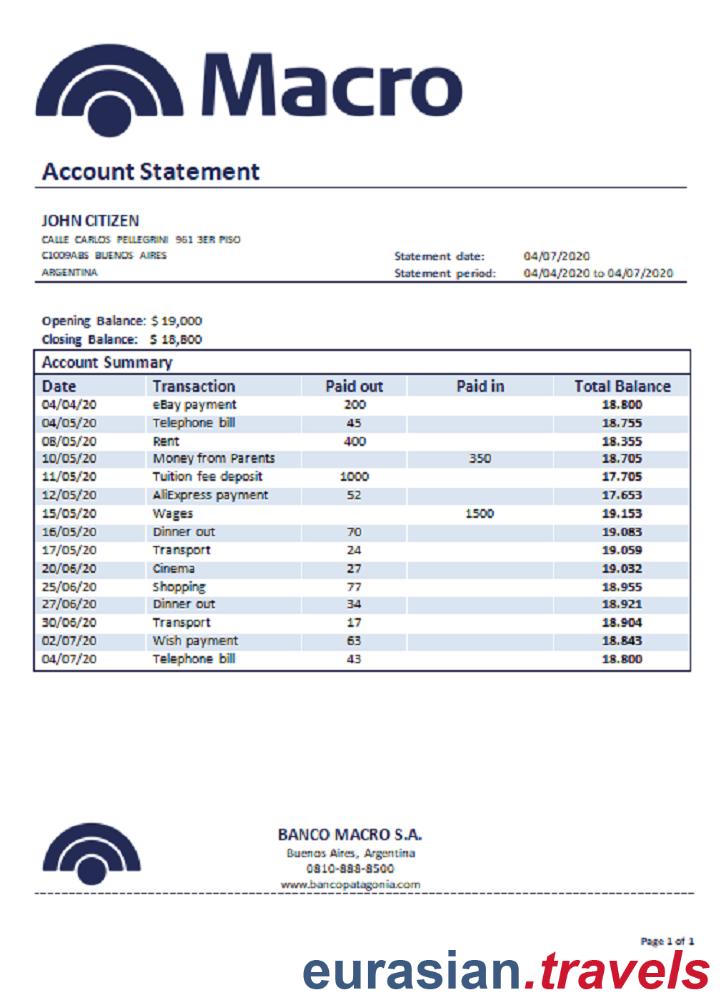 Macro
Account Statement
JOHN CITIZEN
CALLE CARLOS PELLEGRINI 961 3ER PISO
C1009ABS BUENOS AIRES
ARGENTINA
Statement date: 04/07/2020
Statement period: 04/04/2020 to 04/07/2020
Opening Balance: $ 19,000
Closing Balance: $ 18,800
Account Summary
Date Transaction Paid out Paid in Total Balance
04/04/20 eBay payment 200 18.800
04/05/20 Telephone bill 45 18.755
08/05/20 Rent 400 18.355
10/05/20 Money from Parents 350 18.705
11/05/20 Tuition fee deposit 1000 17.705
12/05/20 AliExpress payment 52 17.653
15/05/20 Wages 1500 19.153
16/05/20 Dinner out 70 19.083
17/05/20 Transport 24 19.059
20/06/20 Cinema 27 19.032
25/06/20 Shopping 77 18.955
27/06/20 Dinner out 34 18.921
30/06/20 Transport 17 18.904
02/07/20 Wish payment 63 18.843
04/07/20 Telephone bill 43 18.800
BANCO MACRO S.A.
Buenos Aires, Argentina
0810-888-8500
www.bancopatagonia.com
Page 1 of 1
eurasian.travels